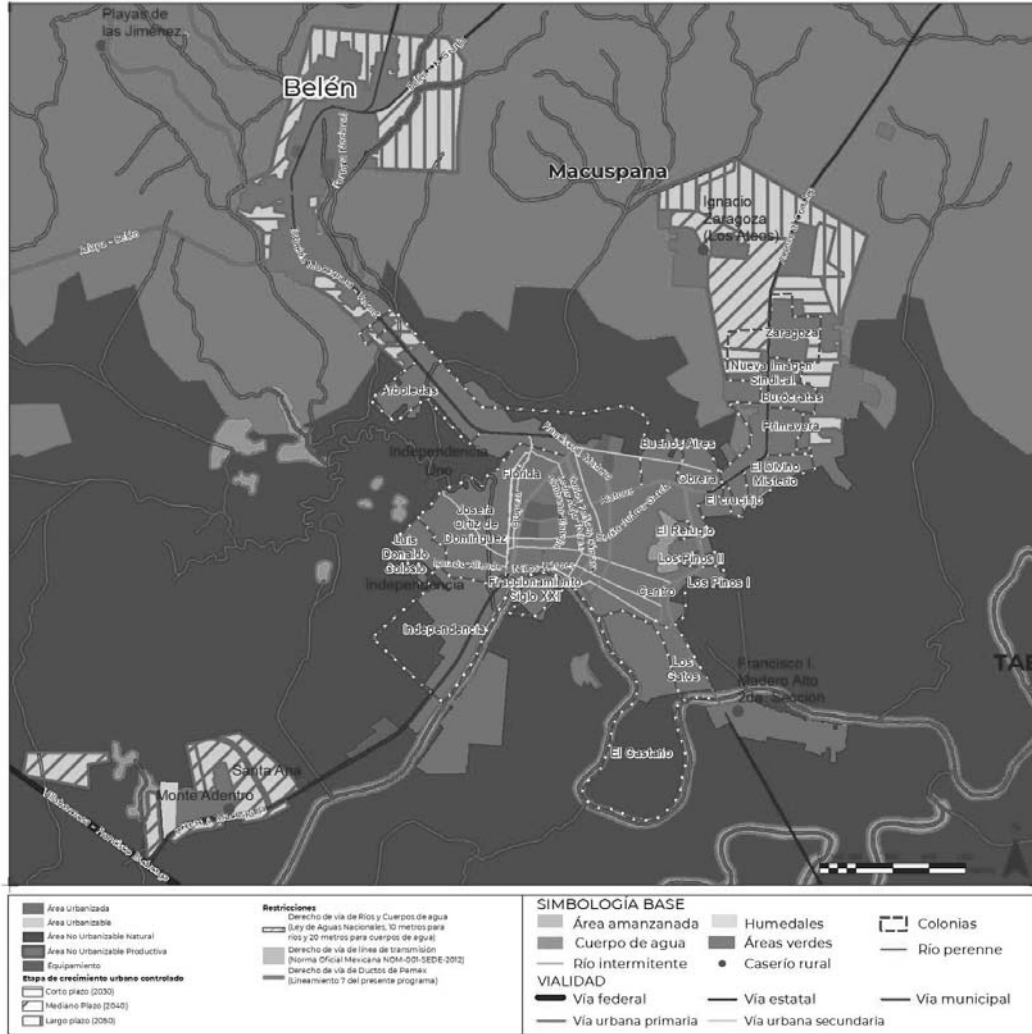 Playas de
las Jiménez
Belén
Macuspana
Ignacio
Zaragoza
(Los Ateos)
Zaragoza
Nueva Imagen
Sindical
Burócratas
Primavera
Arboledas
Buenos Aires
Independencia
Uno
Florida
Obrera
El Divino
Misterio
El crucijo
Josefa
Ortiz de
Domínguez
Luis
Donaldo
Colosio
El Refugio
Los Pinos II
Los Pinos I
Independencia
Fraccionamiento
Siglo XXI
Centro
Independencia
Los
Gatos
Francisco I.
Madero Alto
2da. Sección
TAB
El Castaño
Santa Ana
Monte Adentro
Área Urbanizada
Área Urbanizable
Área No Urbanizable Natural
Área No Urbanizable Productiva
Equipamiento
Etapa de crecimiento urbano controlado
Corto plazo (2030)
Mediano Plazo (2040)
Largo plazo (2050)
Restricciones
Derecho de vía de Ríos y Cuerpos de agua
(Ley de Aguas Nacionales, 10 metros para
ríos y 20 metros para cuerpos de agua)
Derecho de vía de línea de transmisión
(Norma Oficial Mexicana NOM-001-SEDE-2012)
Derecho de vía de Ductos de Pemex
(Lineamiento 7 del presente programa)
SIMBOLOGÍA BASE
Área amanzanada
Humedales
Colonias
Cuerpo de agua
Áreas verdes
Río perenne
Río intermitente
Caserío rural
VIALIDAD
Vía federal
Vía estatal
Vía municipal
Vía urbana primaria
Vía urbana secundaria